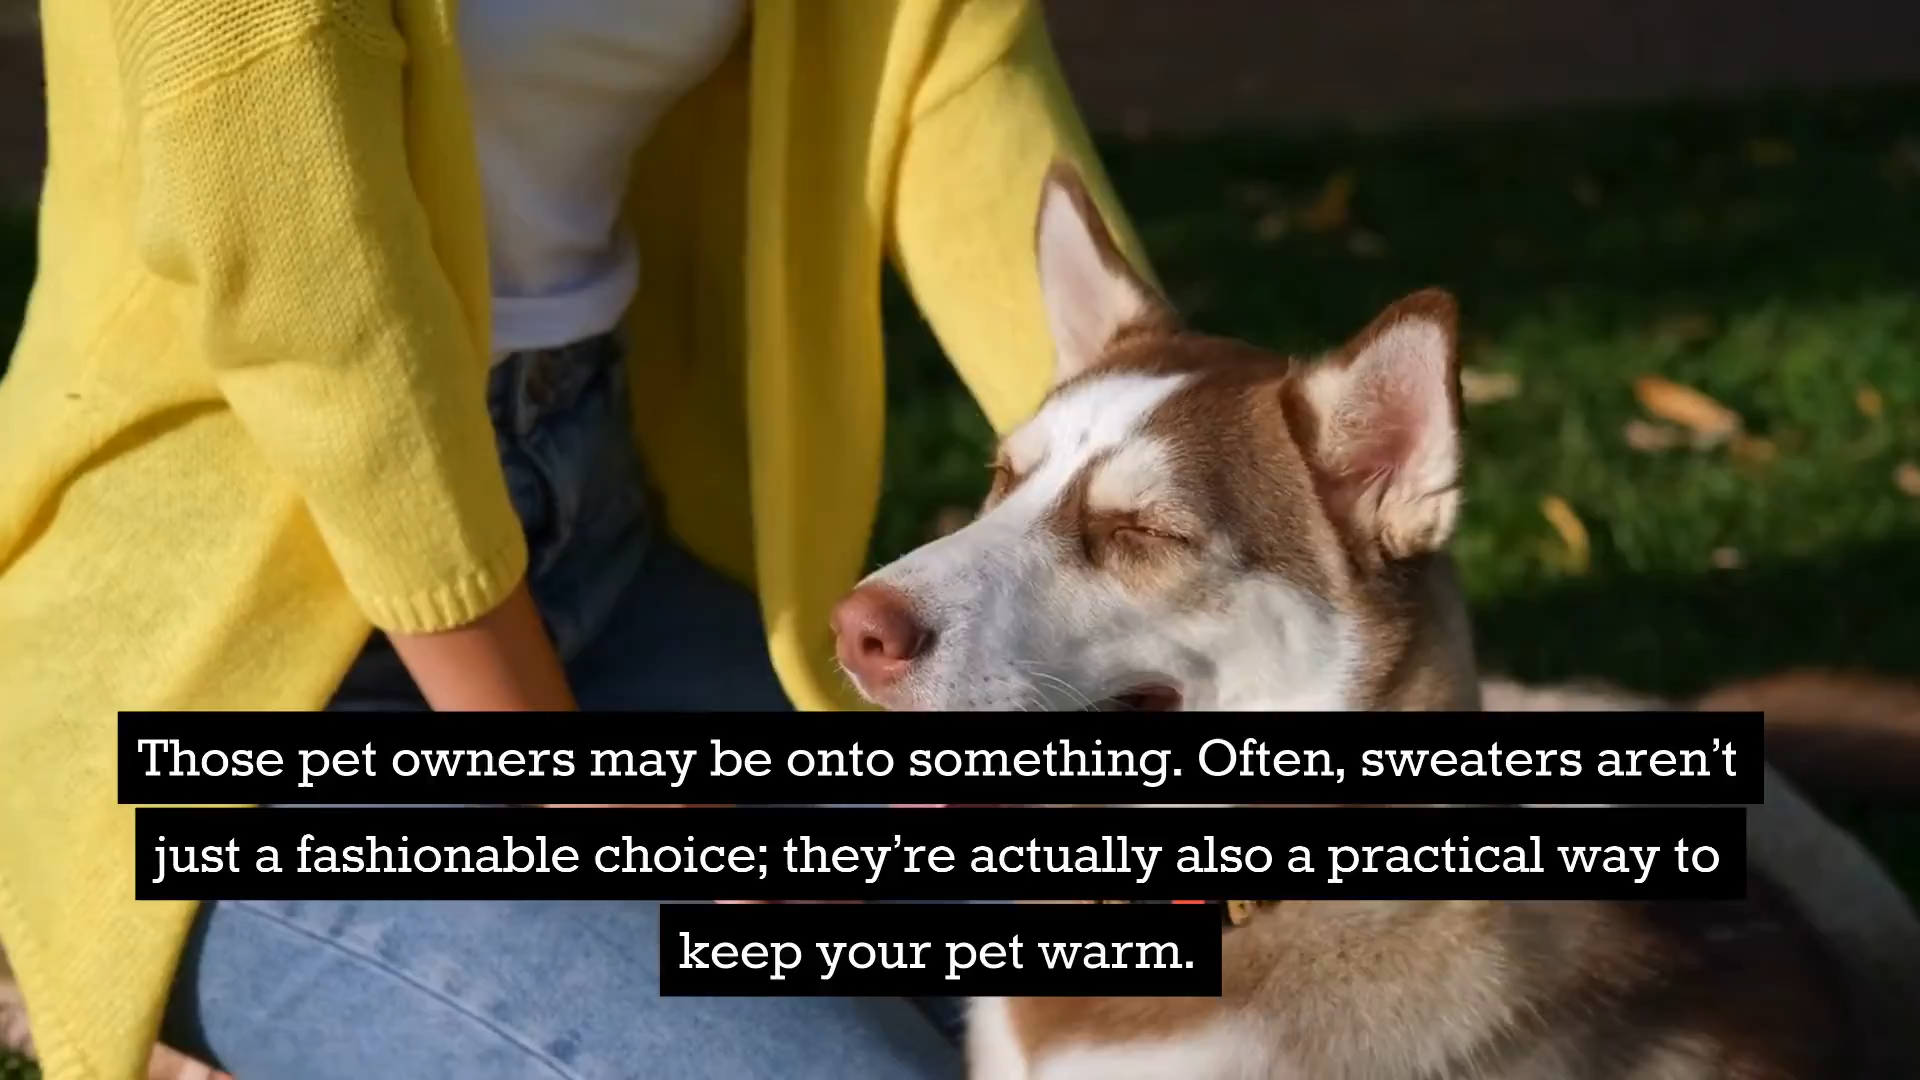 Those pet owners may be onto something. Often, sweaters aren’t
just a fashionable choice; they’re actually also a practical way to
keep your pet warm.